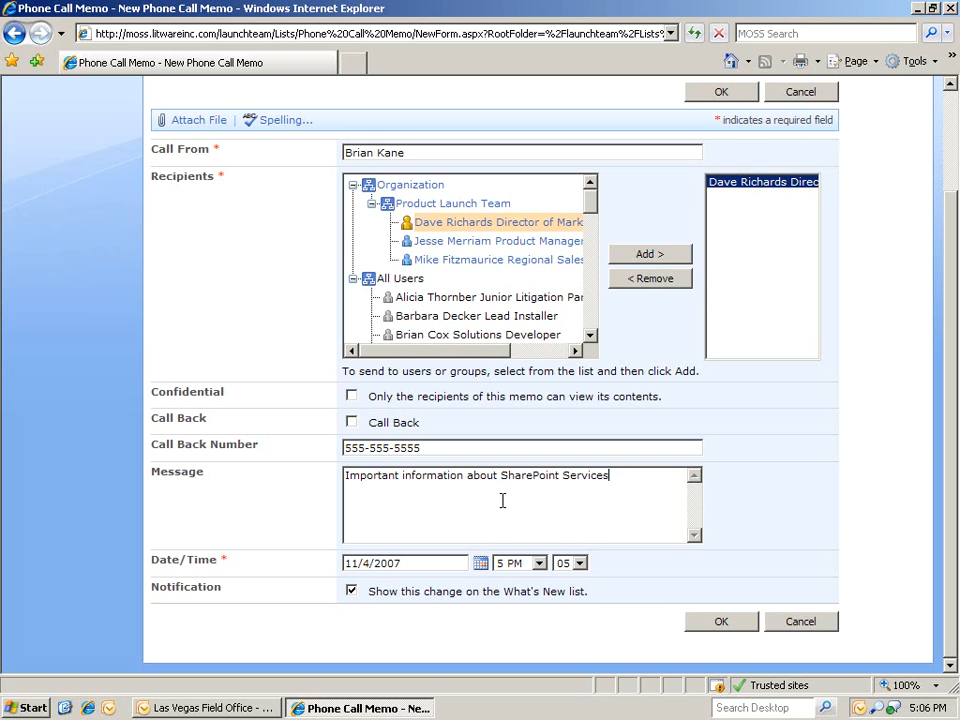 Phone Call Memo - New Phone Call Memo - Windows Internet Explorer
http://moss.litwareinc.com/launchteam/Lists/Phone%20Call%20Memo/NewForm.aspx?RootFolder=%2Flaunchteam%2FLists%
MOSS Search
Phone Call Memo - New Phone Call Memo
Page
Tools
»
OK
Cancel
Attach File | Spelling...
* indicates a required field
Call From *
Brian Kane
Recipients *
Organization
Product Launch Team
Dave Richards Director of Mark
Jesse Merriam Product Manager
Mike Fitzmaurice Regional Sales
All Users
Alicia Thornber Junior Litigation Par
Barbara Decker Lead Installer
Brian Cox Solutions Developer
Add >
< Remove
Dave Richards Direc
To send to users or groups, select from the list and then click Add.
Confidential
Only the recipients of this memo can view its contents.
Call Back
Call Back
Call Back Number
555-555-5555
Message
Important information about SharePoint Services
Date/Time *
11/4/2007
5 PM
05
Notification
Show this change on the What's New list.
OK
Cancel
Trusted sites
100%
Start
Las Vegas Field Office - ...
Phone Call Memo - Ne...
Search Desktop
5:06 PM